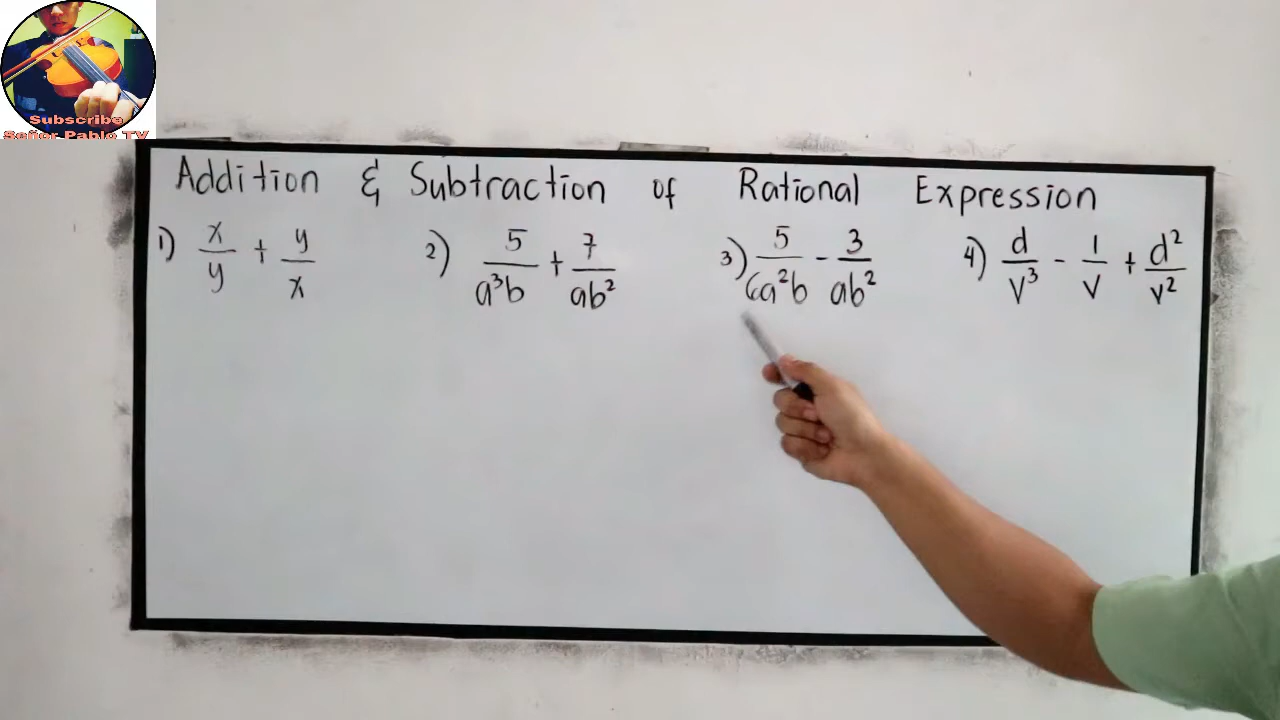 Subscribe
Señor Pablo TV
Addition & Subtraction of Rational Expression
1) x/y + y/x 2) 5/a³b + 7/ab² 3) 5/6a²b - 3/ab² 4) d/v³ - 1/v + d²/v²